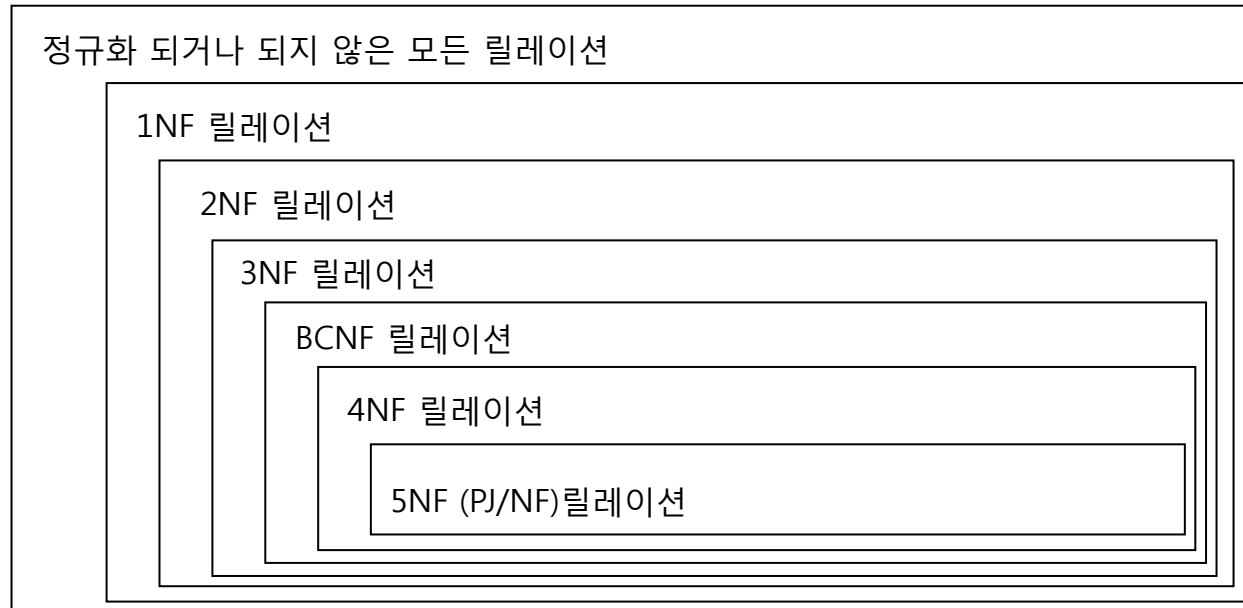 정규화 되거나 되지 않은 모든 릴레이션
1NF 릴레이션
2NF 릴레이션
3NF 릴레이션
BCNF 릴레이션
4NF 릴레이션
5NF (PJ/NF)릴레이션